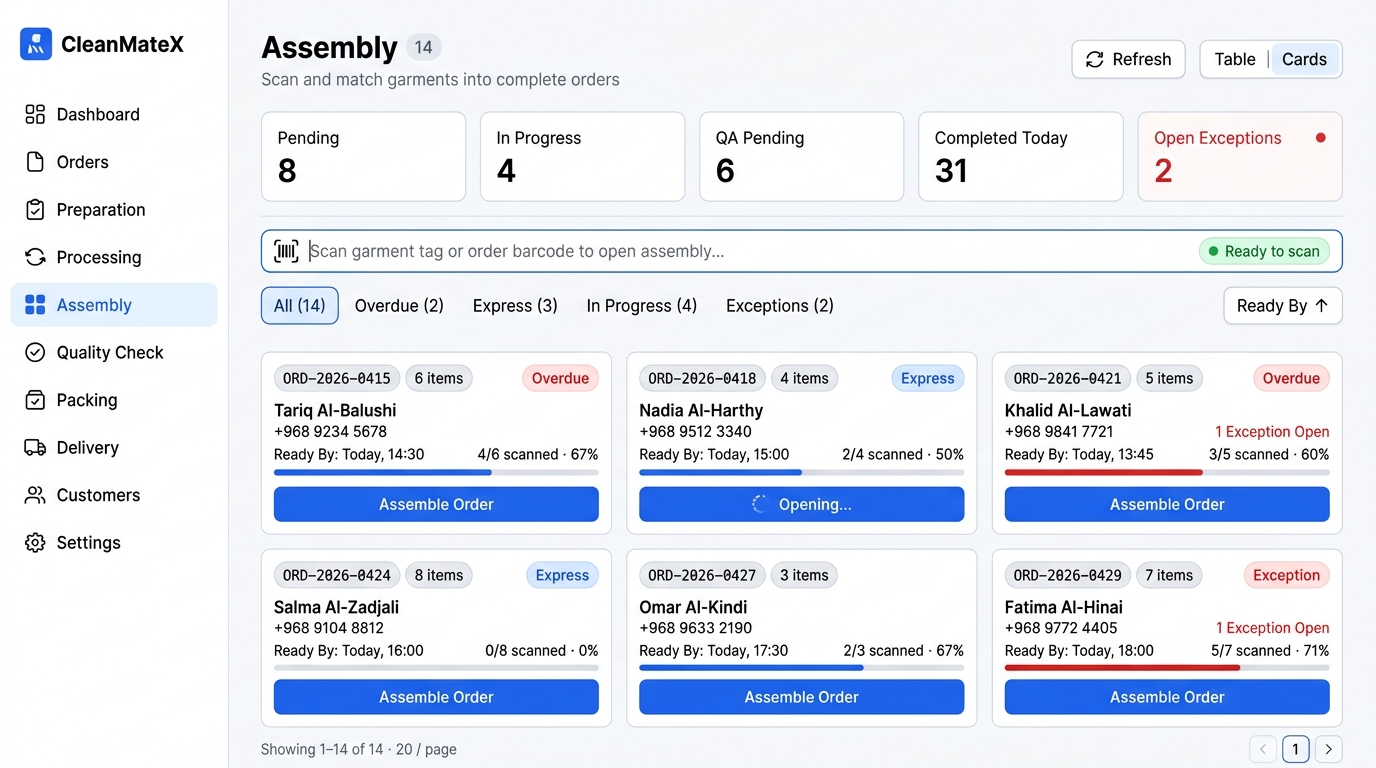 CleanMateX
Dashboard
Orders
Preparation
Processing
Assembly
Quality Check
Packing
Delivery
Customers
Settings
Assembly 14
Scan and match garments into complete orders
Refresh
Table | Cards
Pending
8
In Progress
4
QA Pending
6
Completed Today
31
Open Exceptions
2
Scan garment tag or order barcode to open assembly...
Ready to scan
All (14) Overdue (2) Express (3) In Progress (4) Exceptions (2)
Ready By ↑
ORD-2026-0415 6 items Overdue
Tariq Al-Balushi
+968 9234 5678
Ready By: Today, 14:30 4/6 scanned · 67%
Assemble Order
ORD-2026-0418 4 items Express
Nadia Al-Harthy
+968 9512 3340
Ready By: Today, 15:00 2/4 scanned · 50%
Opening...
ORD-2026-0421 5 items Overdue
Khalid Al-Lawati
+968 9841 7721 1 Exception Open
Ready By: Today, 13:45 3/5 scanned · 60%
Assemble Order
ORD-2026-0424 8 items Express
Salma Al-Zadjali
+968 9104 8812
Ready By: Today, 16:00 0/8 scanned · 0%
Assemble Order
ORD-2026-0427 3 items
Omar Al-Kindi
+968 9633 2190
Ready By: Today, 17:30 2/3 scanned · 67%
Assemble Order
ORD-2026-0429 7 items Exception
Fatima Al-Hinai
+968 9772 4405 1 Exception Open
Ready By: Today, 18:00 5/7 scanned · 71%
Assemble Order
Showing 1–14 of 14 · 20 / page
< 1 >